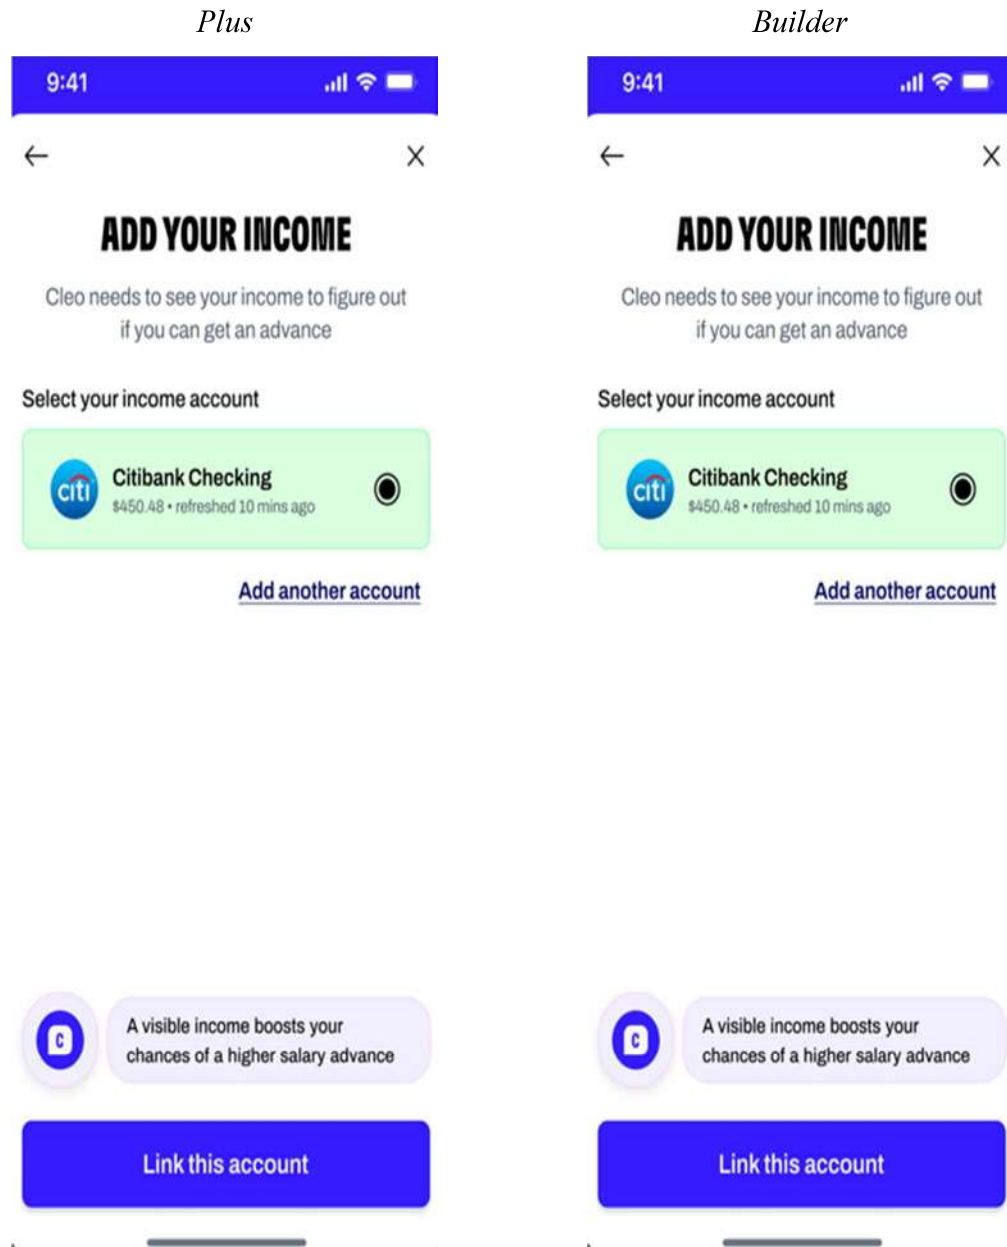 Plus
9:41
ADD YOUR INCOME
Cleo needs to see your income to figure out
if you can get an advance
Select your income account
citi
Citibank Checking
$450.48 • refreshed 10 mins ago
Add another account
C
A visible income boosts your
chances of a higher salary advance
Link this account
Builder
9:41
ADD YOUR INCOME
Cleo needs to see your income to figure out
if you can get an advance
Select your income account
citi
Citibank Checking
$450.48 • refreshed 10 mins ago
Add another account
C
A visible income boosts your
chances of a higher salary advance
Link this account